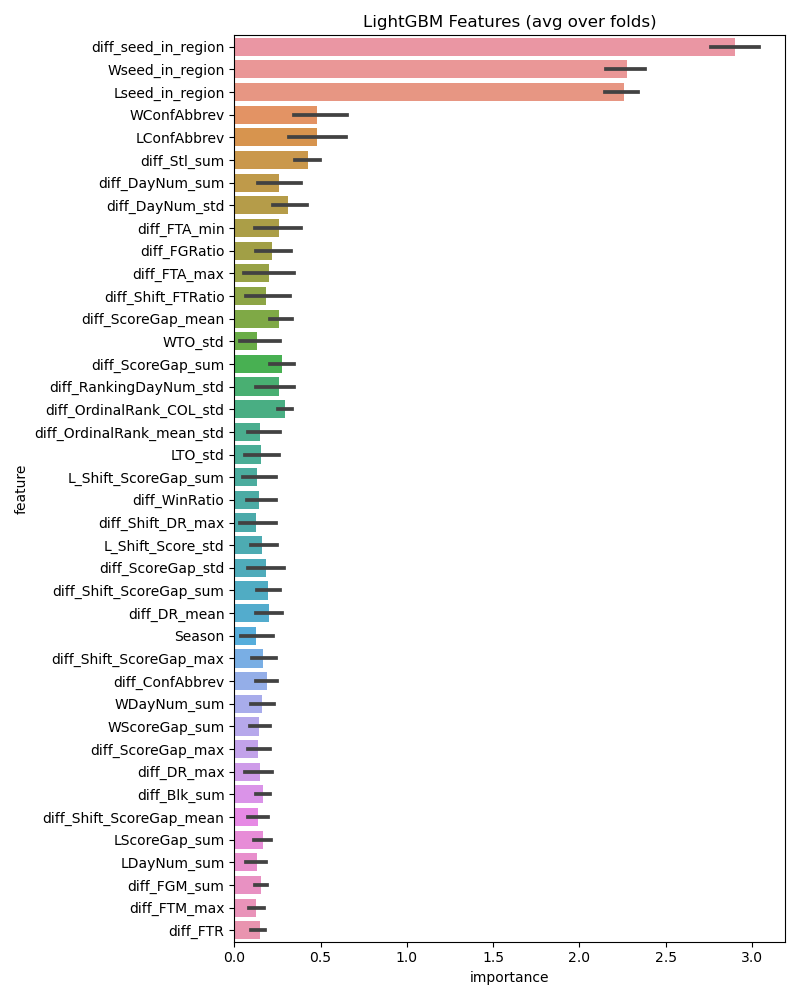 LightGBM Features (avg over folds)
diff_seed_in_region
Wseed_in_region
Lseed_in_region
WConfAbbrev
LConfAbbrev
diff_Stl_sum
diff_DayNum_sum
diff_DayNum_std
diff_FTA_min
diff_FGRatio
diff_FTA_max
diff_Shift_FTRatio
diff_ScoreGap_mean
WTO_std
diff_ScoreGap_sum
diff_RankingDayNum_std
diff_OrdinalRank_COL_std
diff_OrdinalRank_mean_std
LTO_std
L_Shift_ScoreGap_sum
diff_WinRatio
diff_Shift_DR_max
L_Shift_Score_std
diff_ScoreGap_std
diff_Shift_ScoreGap_sum
diff_DR_mean
Season
diff_Shift_ScoreGap_max
diff_ConfAbbrev
WDayNum_sum
WScoreGap_sum
diff_ScoreGap_max
diff_DR_max
diff_Blk_sum
diff_Shift_ScoreGap_mean
LScoreGap_sum
LDayNum_sum
diff_FGM_sum
diff_FTM_max
diff_FTR
feature
0.0 0.5 1.0 1.5 2.0 2.5 3.0
importance